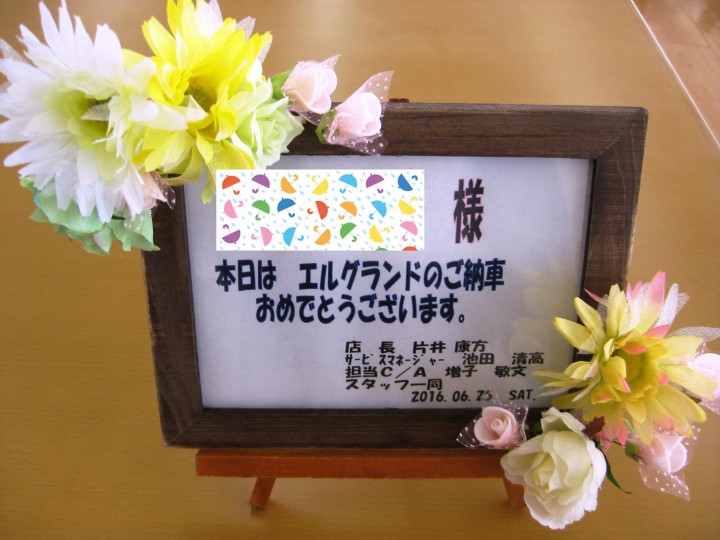 様
本日は エルグランドのご納車
おめでとうございます。
店 長 片井 康方
ｻｰﾋﾞｽﾏﾈｰｼﾞｬｰ 池田 清高
担当C／A 増子 敏文
スタッフ一同
2016.06.25 SAT.